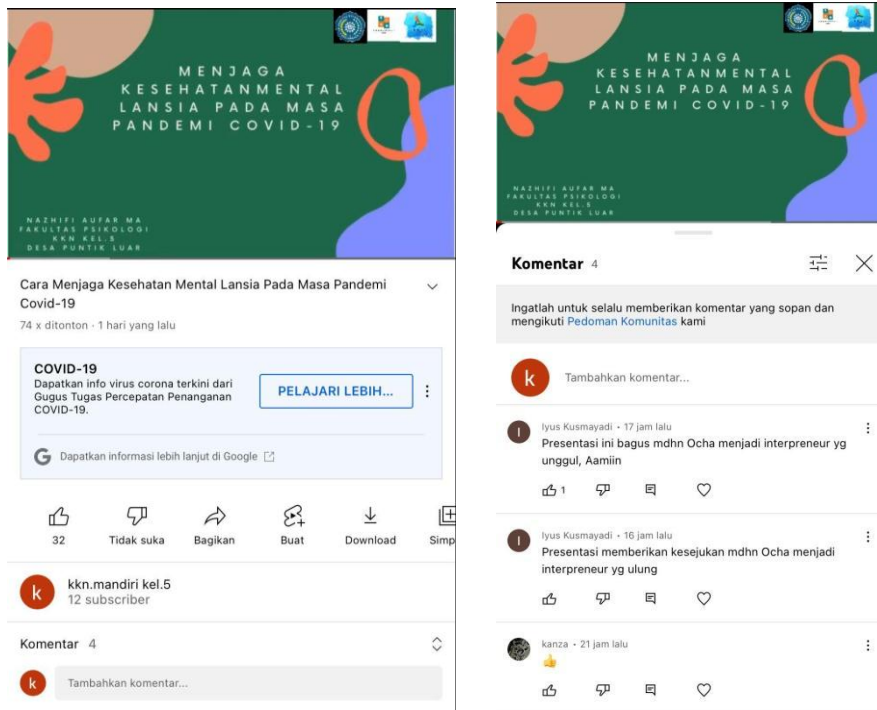 MENJAGA
KESEHATANMENTAL
LANSIA PADA MASA
PANDEMI COVID-19
NAZHIFI AUFAR MA
FAKULTAS PSIKOLOGI
KKN KEL.5
DESA PUNTIK LUAR
Cara Menjaga Kesehatan Mental Lansia Pada Masa Pandemi
Covid-19
74 x ditonton · 1 hari yang lalu
COVID-19
Dapatkan info virus corona terkini dari
Gugus Tugas Percepatan Penanganan
COVID-19.
PELAJARI LEBIH...
G Dapatkan informasi lebih lanjut di Google
32 Tidak suka Bagikan Buat Download Simp
k kkn.mandiri kel.5
12 subscriber
Komentar 4
k Tambahkan komentar...
MENJAGA
KESEHATANMENTAL
LANSIA PADA MASA
PANDEMI COVID-19
NAZHIFI AUFAR MA
FAKULTAS PSIKOLOGI
KKN KEL.5
DESA PUNTIK LUAR
Komentar 4
Ingatlah untuk selalu memberikan komentar yang sopan dan
mengikuti Pedoman Komunitas kami
k Tambahkan komentar...
I Iyus Kusmayadi • 17 jam lalu
Presentasi ini bagus mdhn Ocha menjadi interpreneur yg
unggul, Aamiin
1
I Iyus Kusmayadi • 16 jam lalu
Presentasi memberikan kesejukan mdhn Ocha menjadi
interpreneur yg ulung
kanza • 21 jam lalu
👍